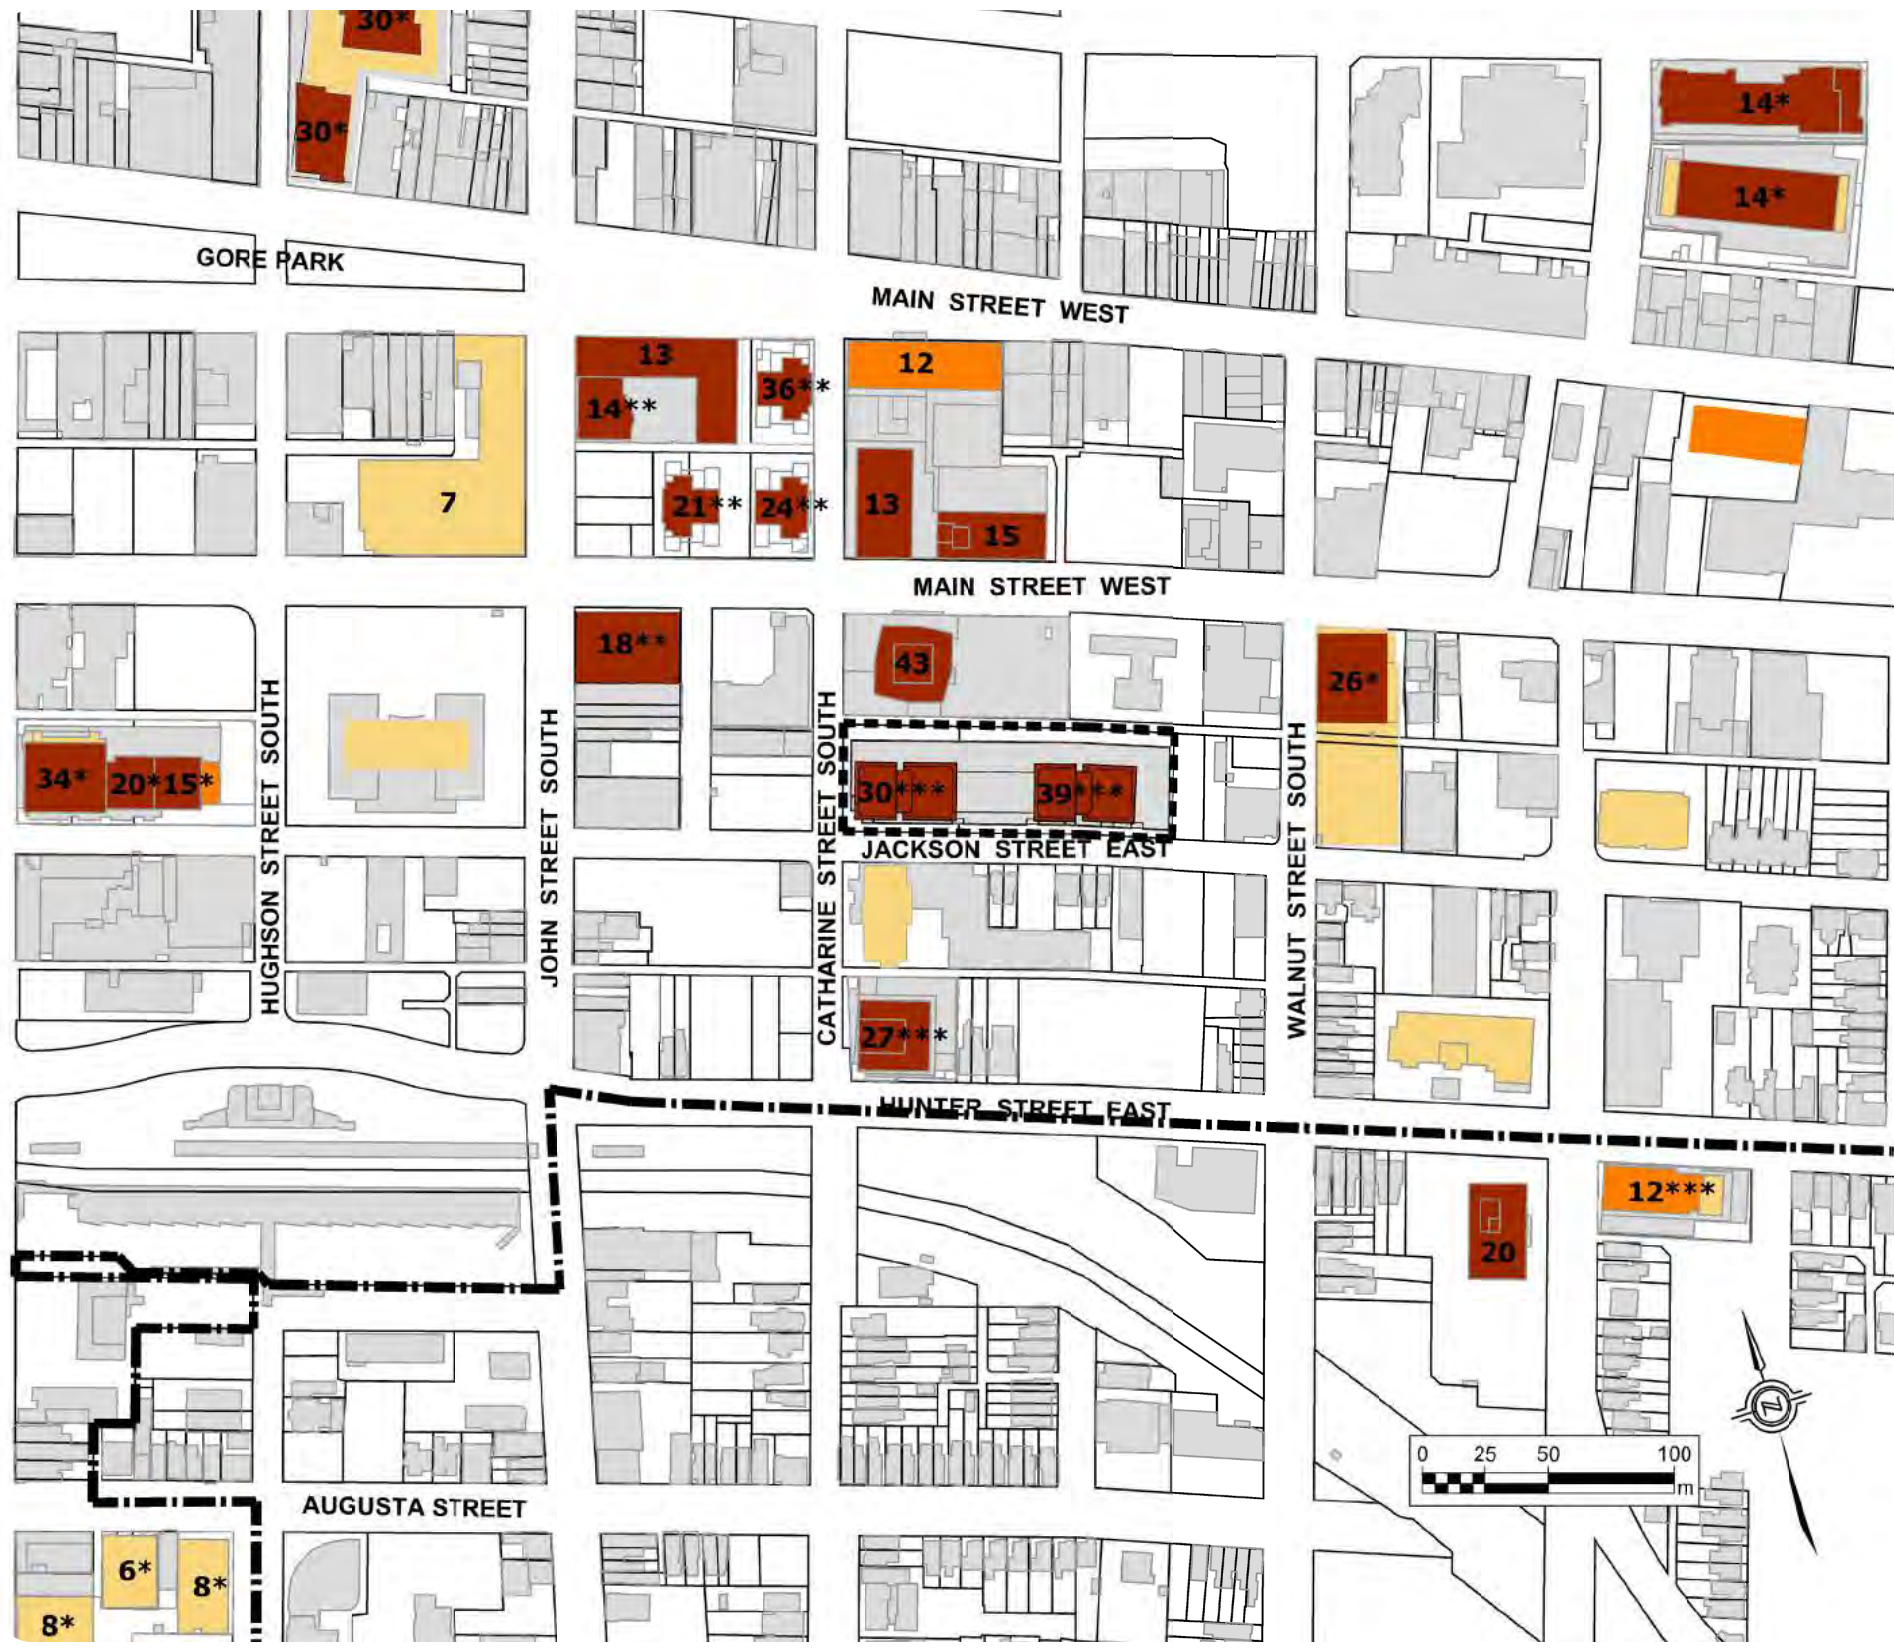 30*
30*
14*
14*
GORE PARK
MAIN STREET WEST
13
36**
12
14**
7
21**
24**
13
15
MAIN STREET WEST
18**
43
26*
HUGHSON STREET SOUTH
JOHN STREET SOUTH
CATHARINE STREET SOUTH
WALNUT STREET SOUTH
34*
20*
15*
30***
39***
JACKSON STREET EAST
27***
HUNTER STREET EAST
12***
20
N
0 25 50 100
m
AUGUSTA STREET
6*
8*
8*